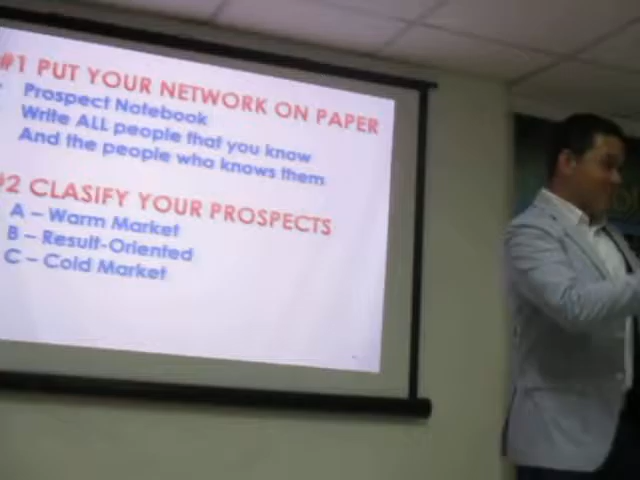 #1 PUT YOUR NETWORK ON PAPER
Prospect Notebook
Write ALL people that you know
And the people who knows them
#2 CLASIFY YOUR PROSPECTS
A – Warm Market
B – Result-Oriented
C – Cold Market